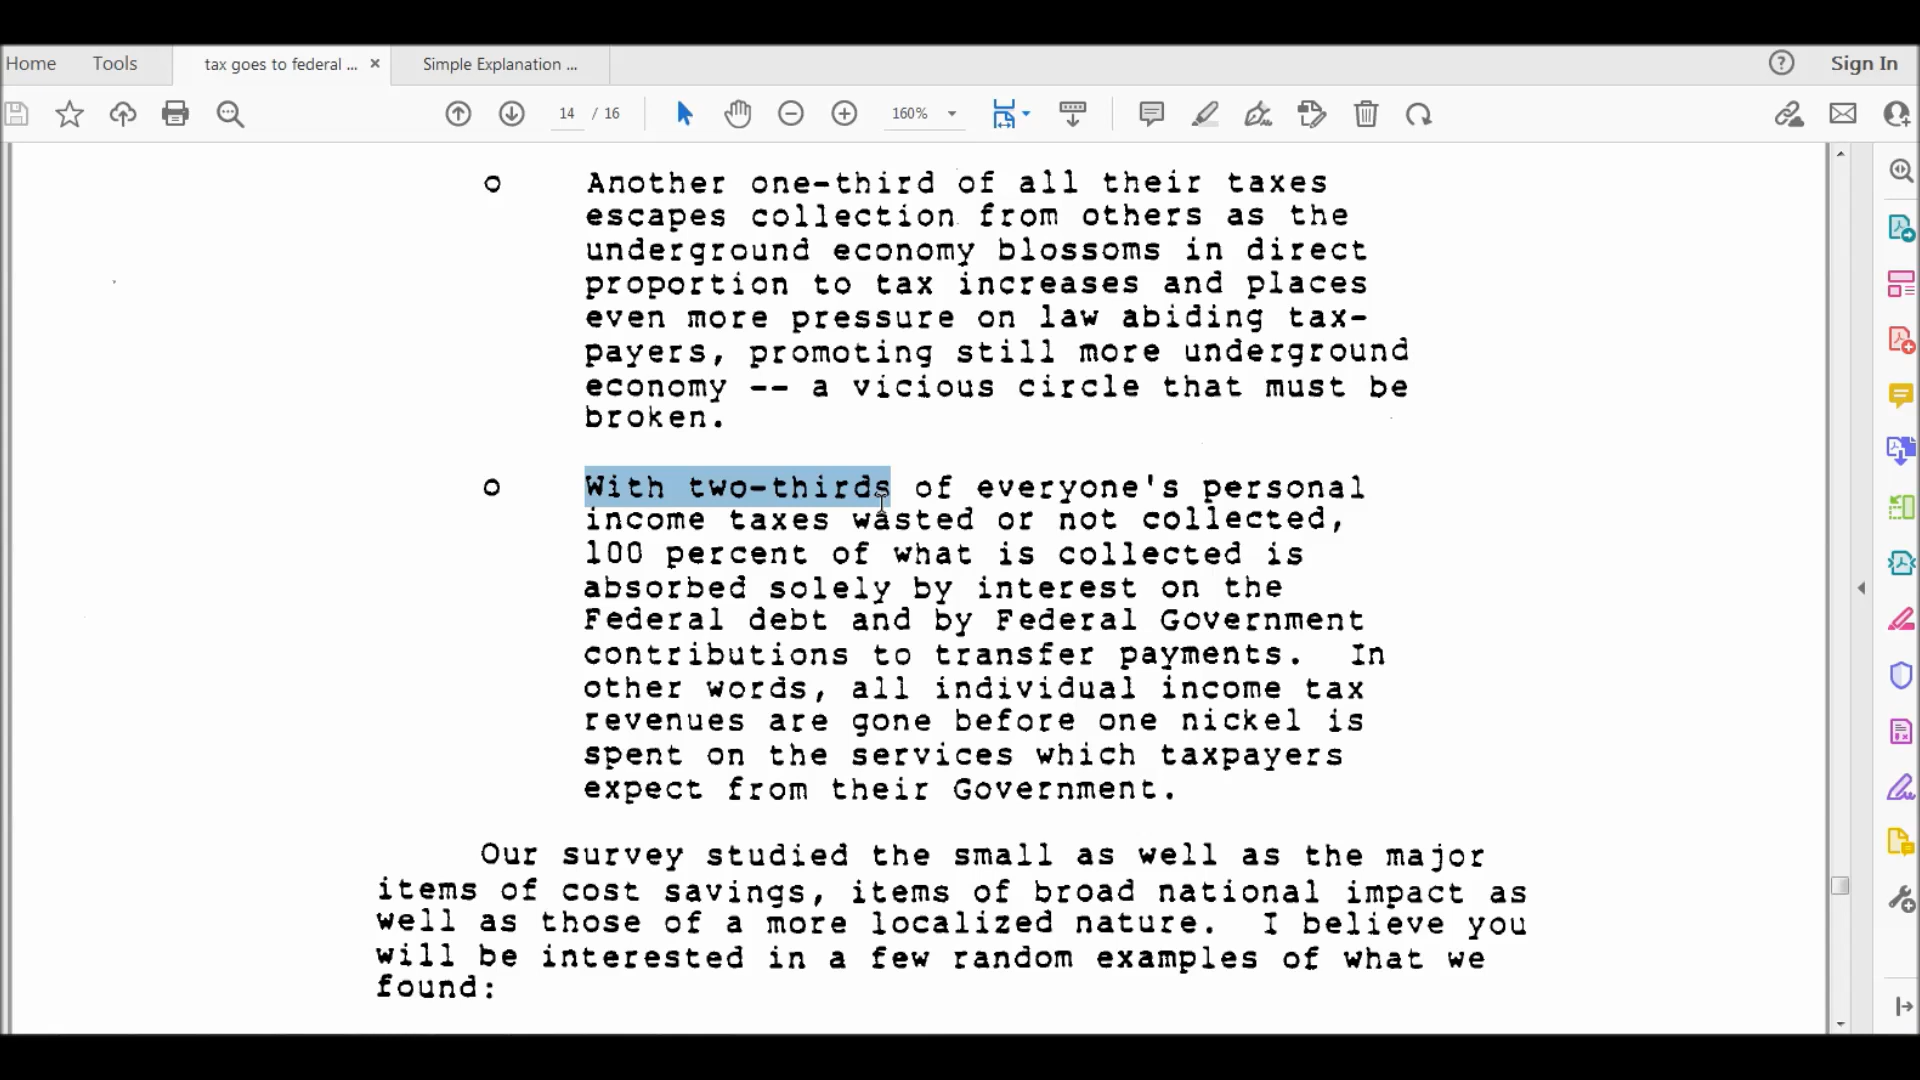 Home Tools tax goes to federal ... × Simple Explanation ... ? Sign In
14 / 16 160%
o Another one-third of all their taxes
escapes collection from others as the
underground economy blossoms in direct
proportion to tax increases and places
even more pressure on law abiding tax-
payers, promoting still more underground
economy -- a vicious circle that must be
broken.
o With two-thirds of everyone's personal
income taxes wasted or not collected,
100 percent of what is collected is
absorbed solely by interest on the
Federal debt and by Federal Government
contributions to transfer payments. In
other words, all individual income tax
revenues are gone before one nickel is
spent on the services which taxpayers
expect from their Government.
Our survey studied the small as well as the major
items of cost savings, items of broad national impact as
well as those of a more localized nature. I believe you
will be interested in a few random examples of what we
found: